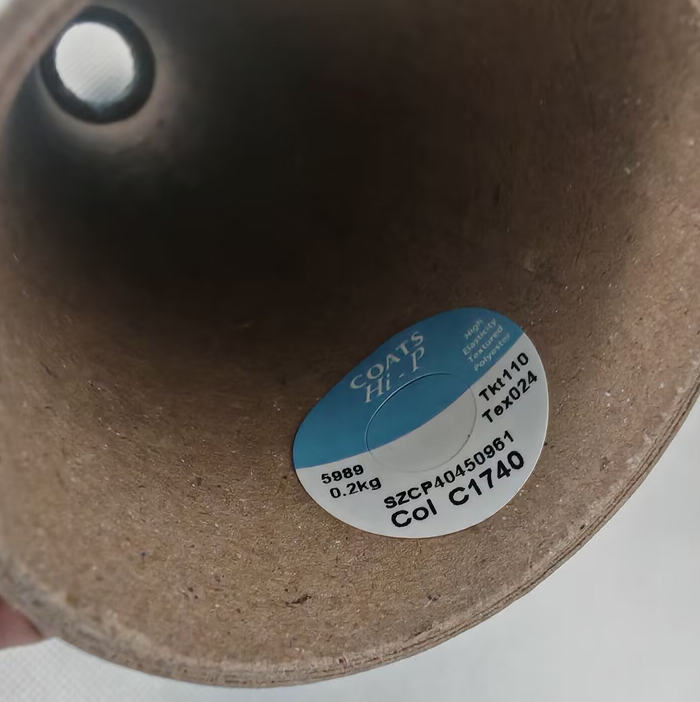 COATS
Hi - P
High
Elasticity
Textured
Polyester
Tkt110
Tex024
5989
0.2kg
SZCP40450961
Col C1740